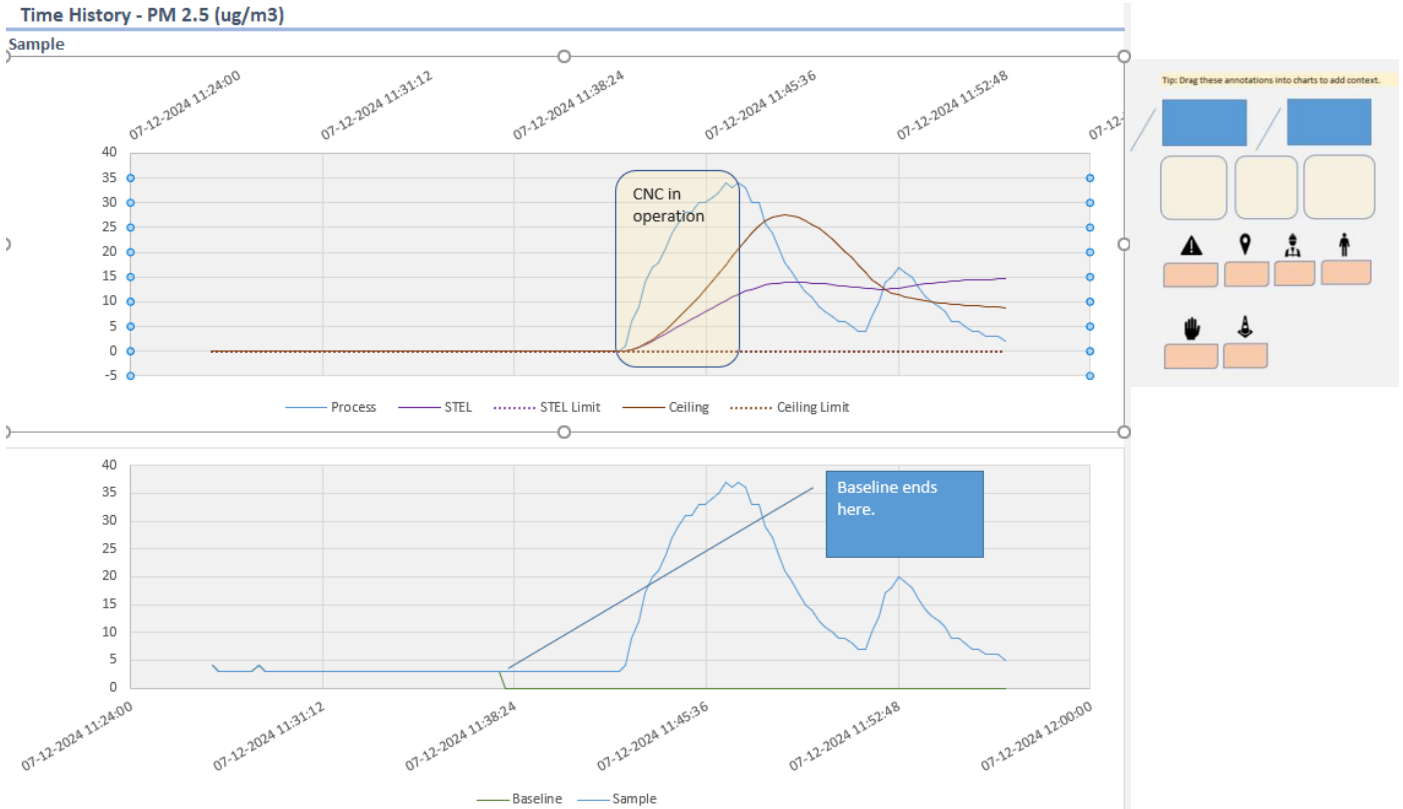 Time History - PM 2.5 (ug/m3)
Sample
07-12-2024 11:24:00
07-12-2024 11:31:12
07-12-2024 11:38:24
07-12-2024 11:45:36
07-12-2024 11:52:48
07-12-
40
35
30
25
20
15
10
5
0
-5
CNC in
operation
Process
STEL
STEL Limit
Ceiling
Ceiling Limit
Tip: Drag these annotations into charts to add context.
40
35
30
25
20
15
10
5
0
Baseline ends
here.
07-12-2024 11:24:00
07-12-2024 11:31:12
07-12-2024 11:38:24
07-12-2024 11:45:36
07-12-2024 11:52:48
07-12-2024 12:00:00
Baseline
Sample